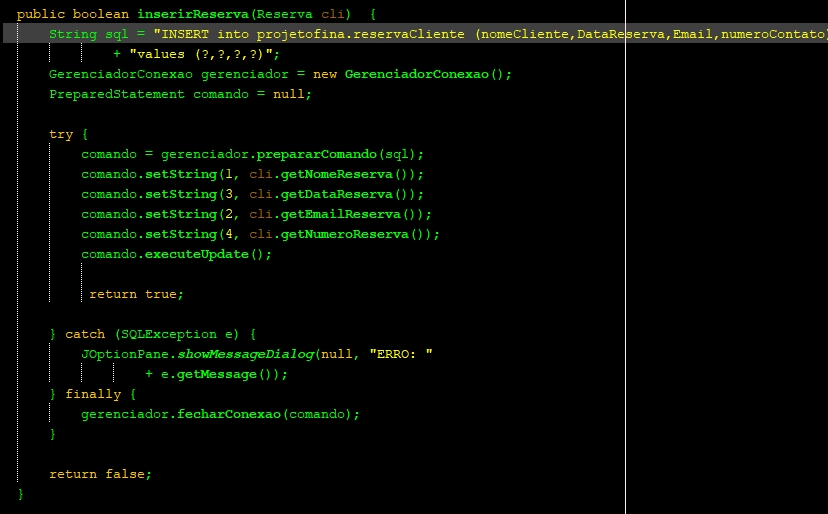 public boolean inserirReserva(Reserva cli)  {
    String sql = "INSERT into projetofina.reservaCliente (nomeCliente,DataReserva,Email,numeroContato)
            + "values (?,?,?,?)";
    GerenciadorConexao gerenciador = new GerenciadorConexao();
    PreparedStatement comando = null;

    try {
        comando = gerenciador.prepararComando(sql);
        comando.setString(1, cli.getNomeReserva());
        comando.setString(3, cli.getDataReserva());
        comando.setString(2, cli.getEmailReserva());
        comando.setString(4, cli.getNumeroReserva());
        comando.executeUpdate();

         return true;

    } catch (SQLException e) {
        JOptionPane.showMessageDialog(null, "ERRO: "
                + e.getMessage());
    } finally {
        gerenciador.fecharConexao(comando);
    }

    return false;
}